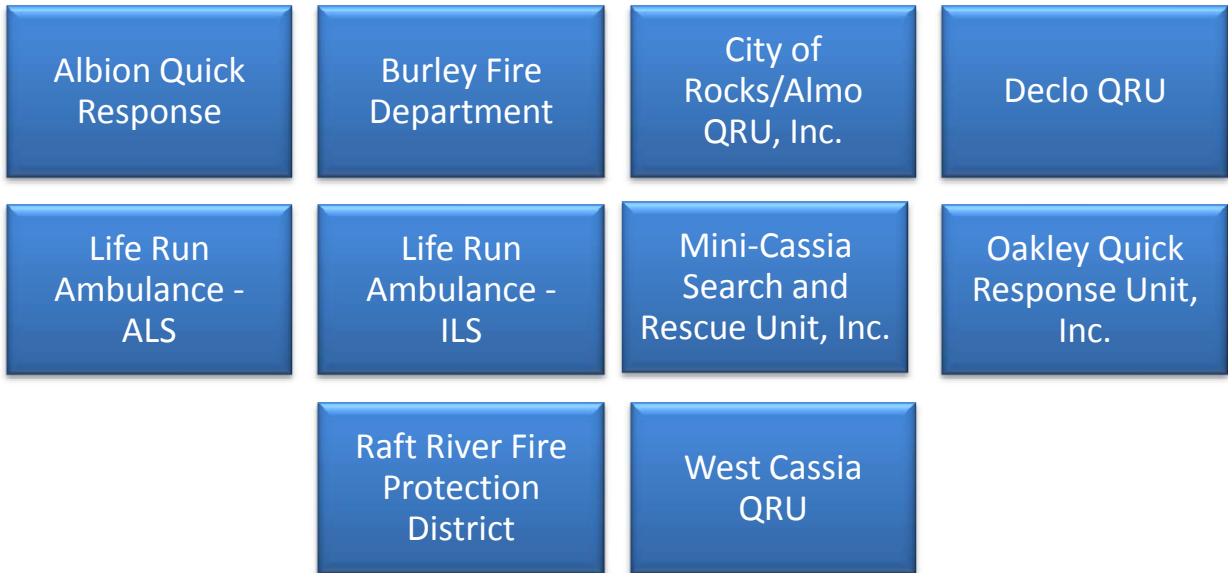 Albion Quick
Response
Burley Fire
Department
City of
Rocks/Almo
QRU, Inc.
Declo QRU
Life Run
Ambulance -
ALS
Life Run
Ambulance -
ILS
Mini-Cassia
Search and
Rescue Unit, Inc.
Oakley Quick
Response Unit,
Inc.
Raft River Fire
Protection
District
West Cassia
QRU